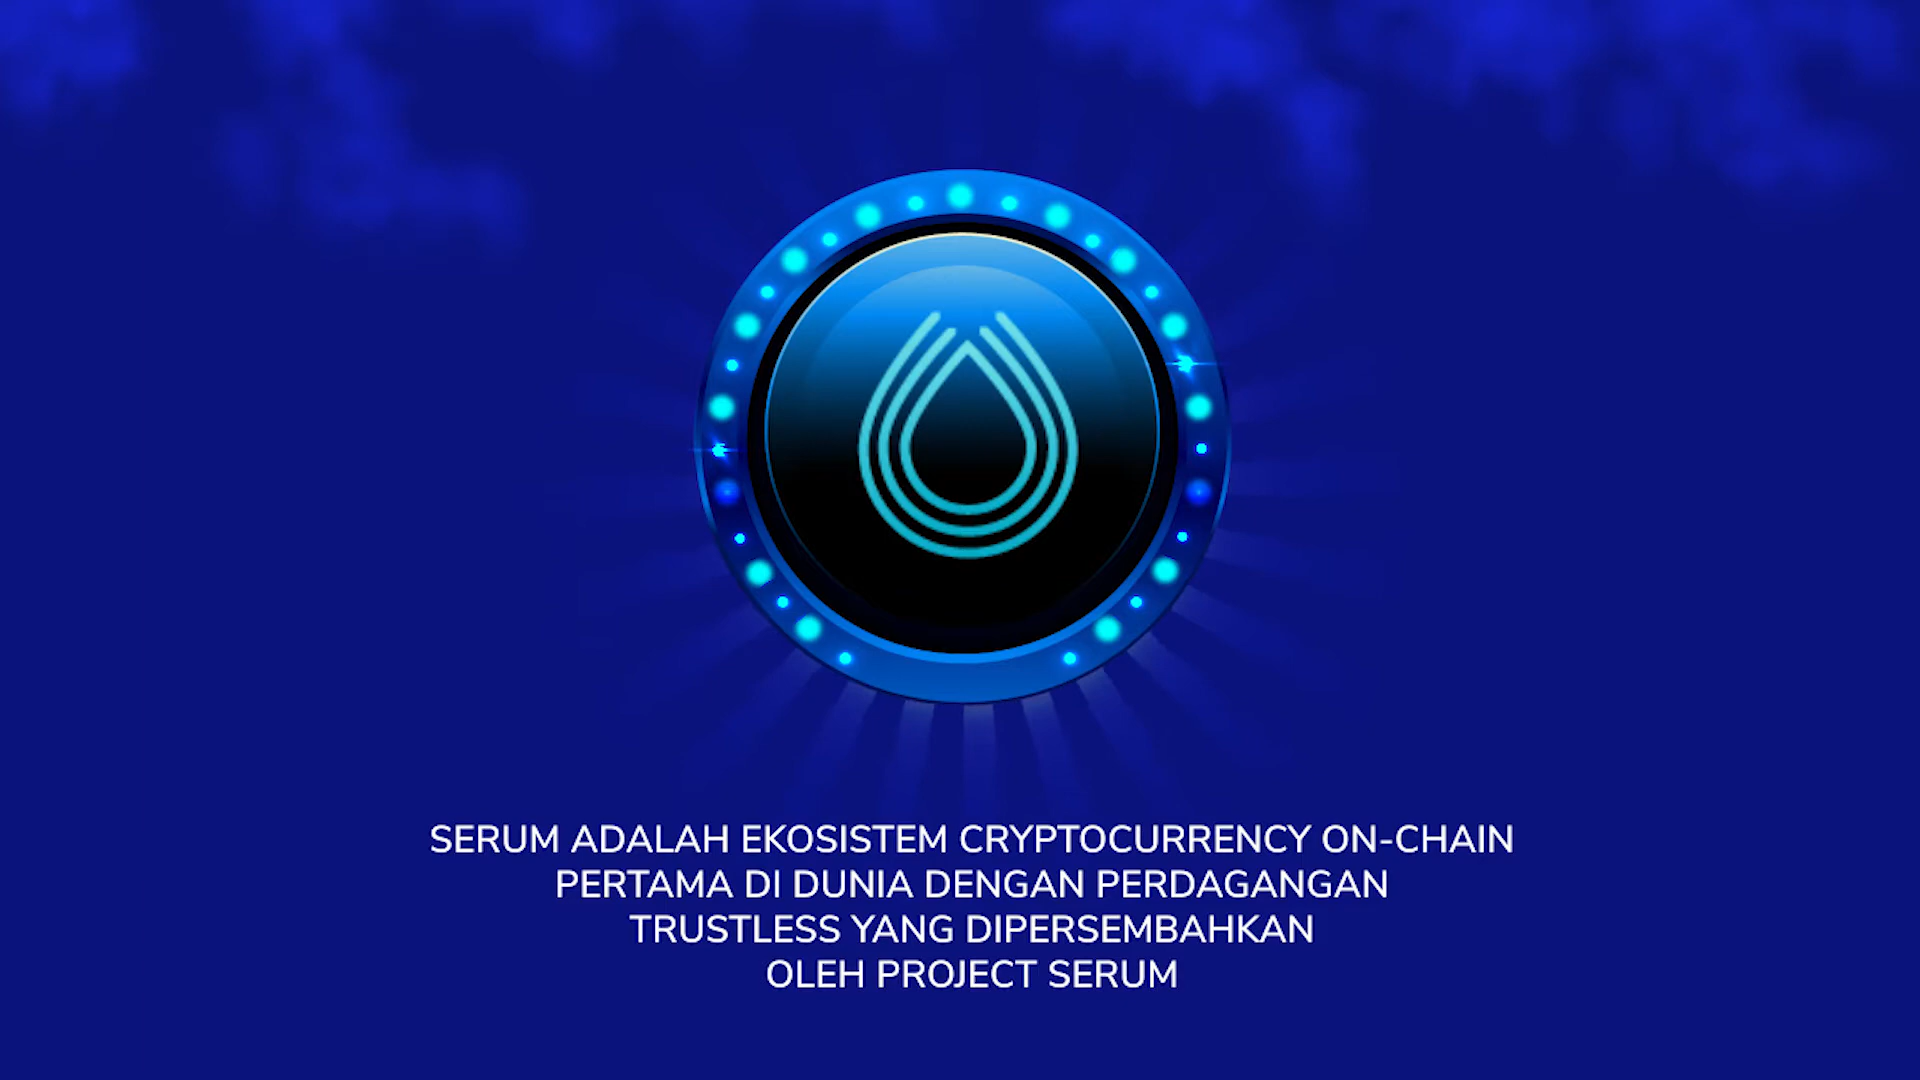 SERUM ADALAH EKOSISTEM CRYPTOCURRENCY ON-CHAIN
PERTAMA DI DUNIA DENGAN PERDAGANGAN
TRUSTLESS YANG DIPERSEMBAHKAN
OLEH PROJECT SERUM